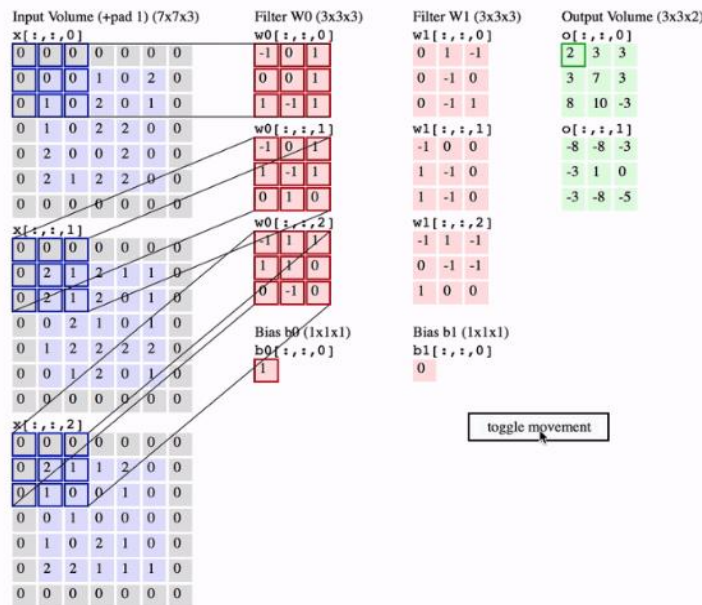 Input Volume (+pad 1) (7x7x3) Filter W0 (3x3x3) Filter W1 (3x3x3) Output Volume (3x3x2)
x[:,:,0] w0[:,:,0] w1[:,:,0] o[:,:,0]
0 0 0 0 0 0 0 -1 0 1 0 1 -1 2 3 3
0 0 0 1 0 2 0 0 0 1 0 -1 0 3 7 3
0 1 0 2 0 1 0 1 -1 1 0 -1 1 8 10 -3
0 1 0 2 2 0 0 w0[:,:,1] w1[:,:,1] o[:,:,1]
0 2 0 0 2 0 0 -1 0 1 -1 0 0 -8 -8 -3
0 2 1 2 2 0 0 1 -1 1 1 -1 0 -3 1 0
0 0 0 0 0 0 0 0 1 0 1 -1 0 -3 -8 -5
x[:,:,1] w0[:,:,2] w1[:,:,2]
0 0 0 0 0 0 0 -1 1 1 -1 1 -1
0 2 1 2 1 1 0 1 1 0 0 -1 -1
0 2 1 2 0 1 0 0 -1 0 1 0 0
0 0 2 1 0 1 0 Bias b0 (1x1x1) Bias b1 (1x1x1)
0 1 2 2 2 2 0 b0[:,:,0] b1[:,:,0]
0 0 1 2 0 1 0 1 0
0 0 0 0 0 0 0
x[:,:,2] toggle movement
0 0 0 0 0 0 0
0 2 1 1 2 0 0
0 1 0 0 1 0 0
0 0 1 0 0 0 0
0 1 0 2 1 0 0
0 2 2 1 1 1 0
0 0 0 0 0 0 0